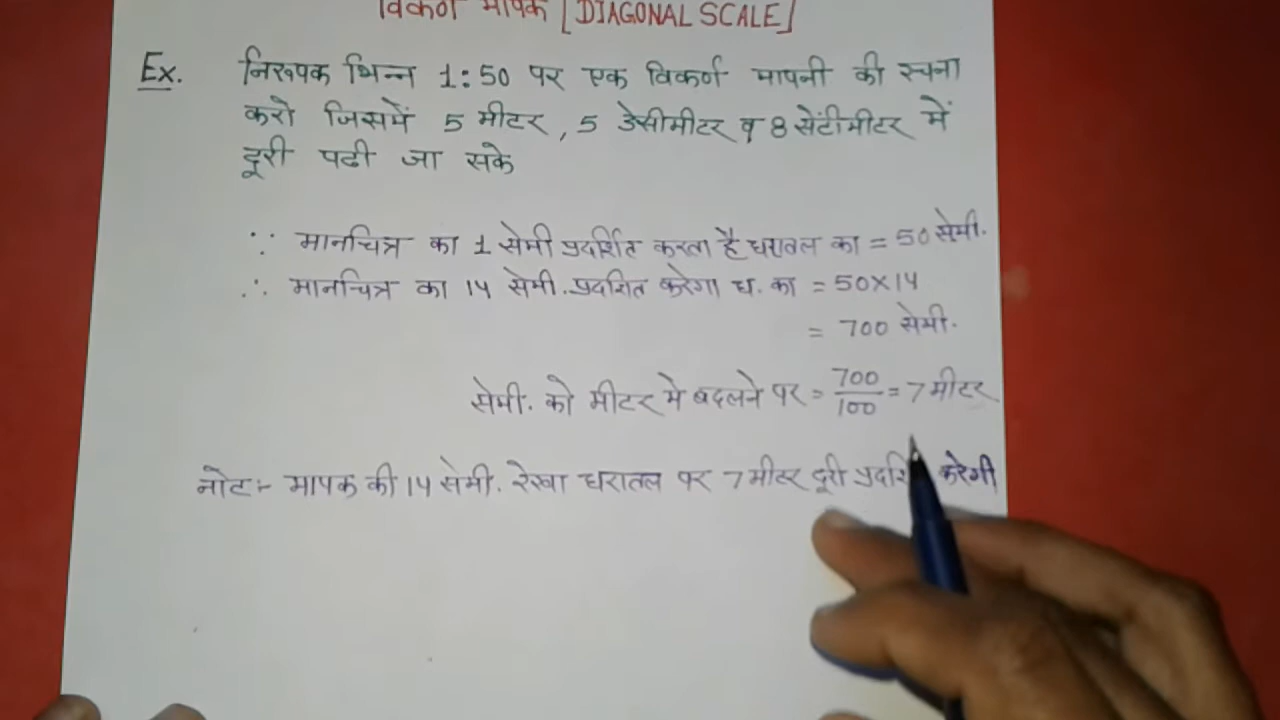 विकर्ण मापक [DIAGONAL SCALE]
Ex. निरूपक भिन्न 1:50 पर एक विकर्ण मापनी की रचना
करो जिसमें 5 मीटर, 5 डेसीमीटर व 8 सेंटीमीटर में
दूरी पढी जा सके
∵ मानचित्र का 1 सेमी प्रदर्शित करता है धरातल का = 50 सेमी.
∴ मानचित्र का 14 सेमी. प्रदर्शित करेगा ध. का = 50×14
= 700 सेमी.
सेमी. को मीटर मे बदलने पर = 700/100 = 7 मीटर
नोट:- मापक की 14 सेमी. रेखा धरातल पर 7 मीटर दूरी करेगी